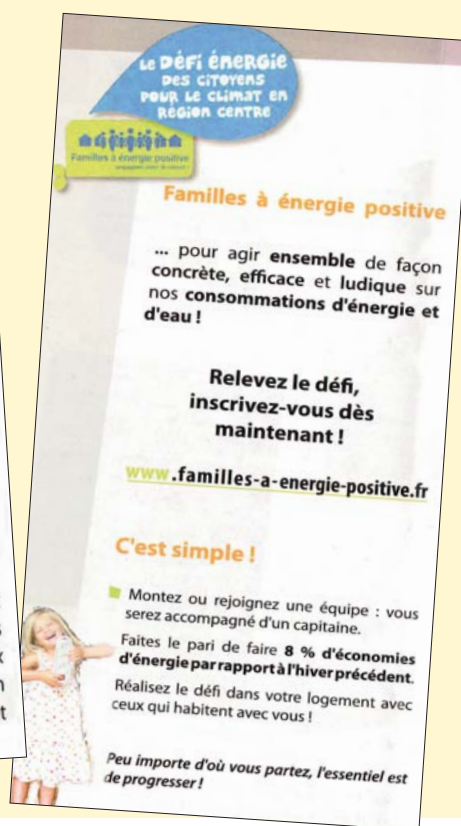 LE DÉFI ÉNERGIE
DES CITOYENS
POUR LE CLIMAT EN
RÉGION CENTRE
Familles à énergie positive
Familles à énergie positive
... pour agir ensemble de façon
concrète, efficace et ludique sur
nos consommations d'énergie et
d'eau !
Relevez le défi,
inscrivez-vous dès
maintenant !
www.familles-a-energie-positive.fr
C'est simple !
Montez ou rejoignez une équipe : vous
serez accompagné d'un capitaine.
Faites le pari de faire 8 % d'économies
d'énergie par rapport à l'hiver précédent.
Réalisez le défi dans votre logement avec
ceux qui habitent avec vous !
Peu importe d'où vous partez, l'essentiel est
de progresser !